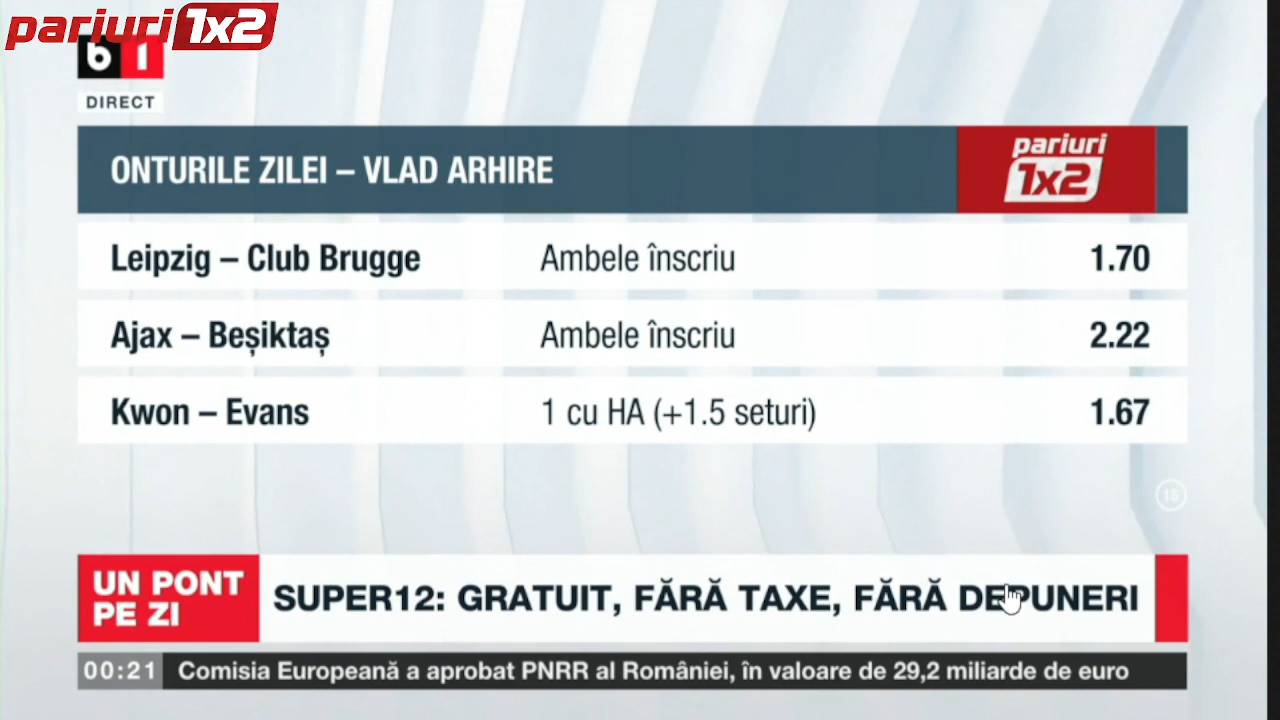 pariuri 1x2
b1
DIRECT
ONTURILE ZILEI – VLAD ARHIRE
pariuri
1x2
Leipzig – Club Brugge Ambele înscriu 1.70
Ajax – Beșiktaș Ambele înscriu 2.22
Kwon – Evans 1 cu HA (+1.5 seturi) 1.67
15
UN PONT
PE ZI
SUPER12: GRATUIT, FĂRĂ TAXE, FĂRĂ DEPUNERI
00:21 Comisia Europeană a aprobat PNRR al României, în valoare de 29,2 miliarde de euro